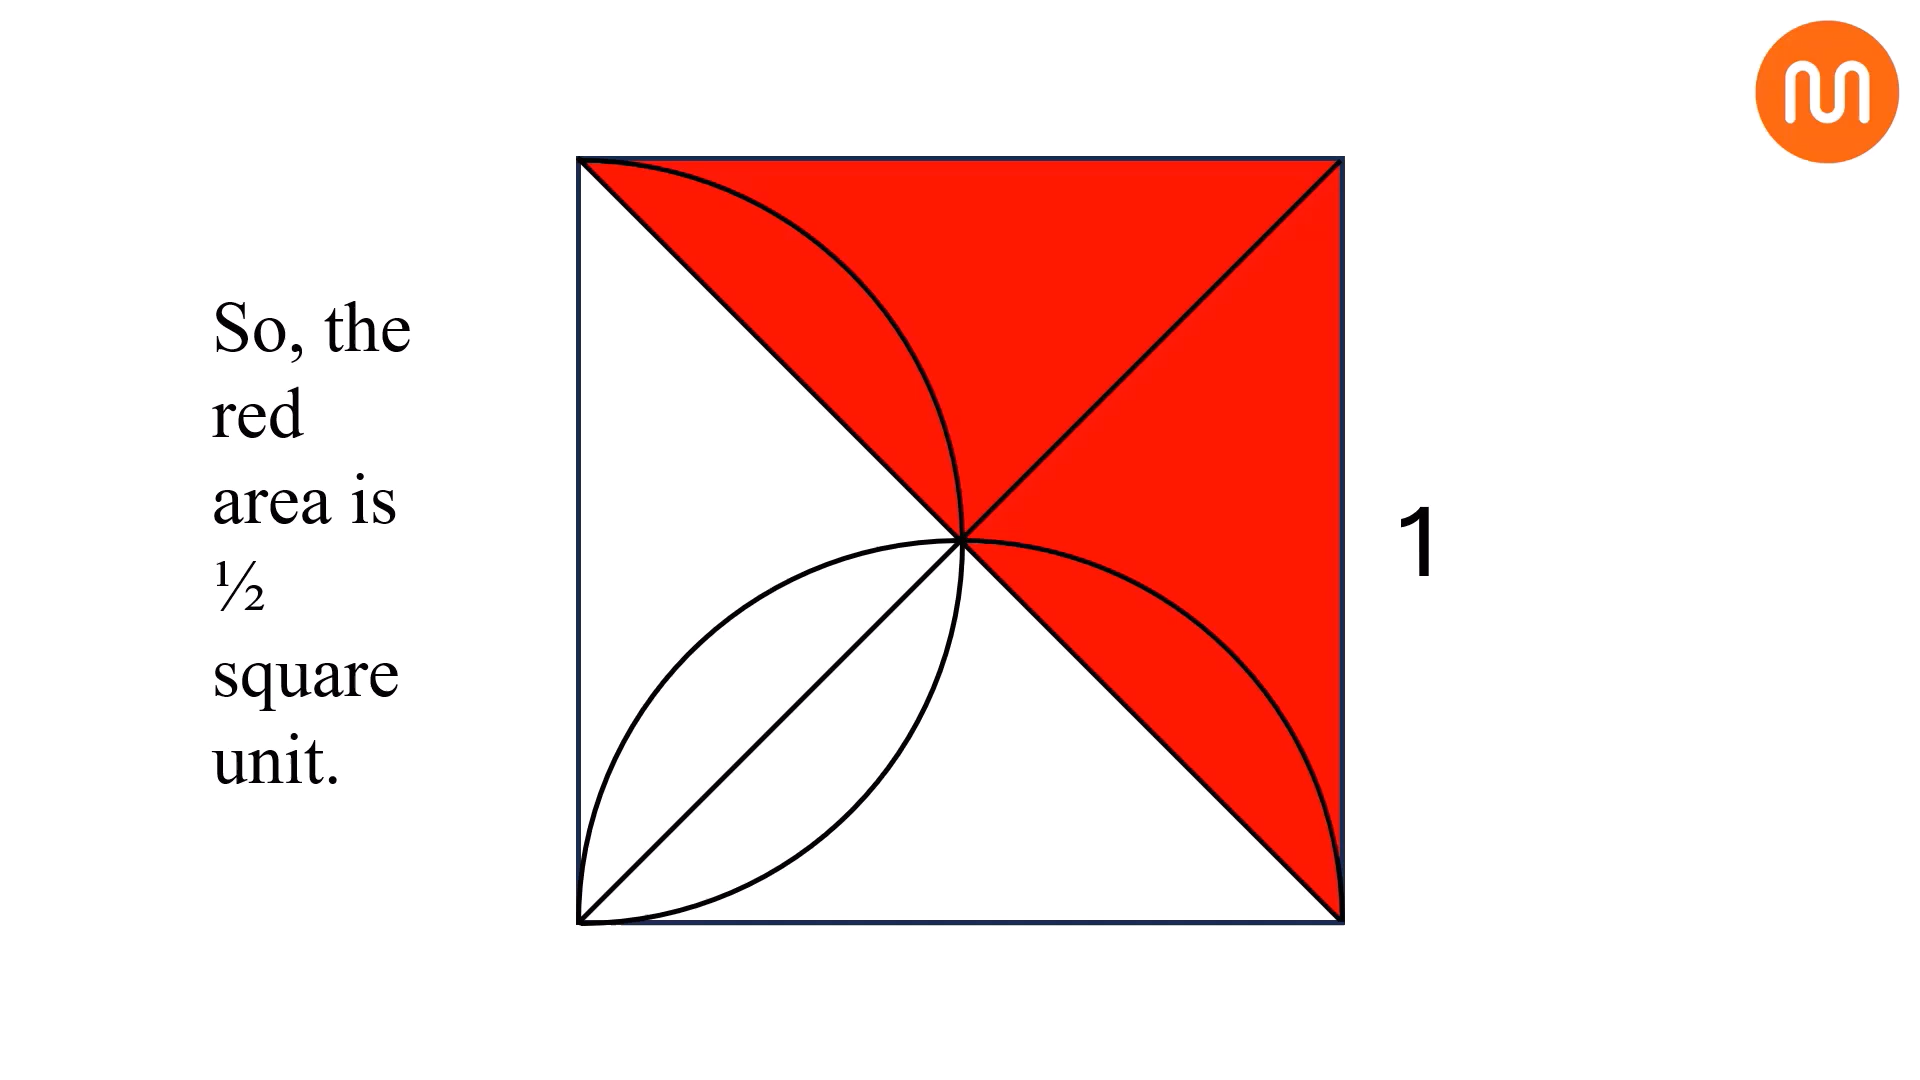 So, the
red
area is
½
square
unit.
1